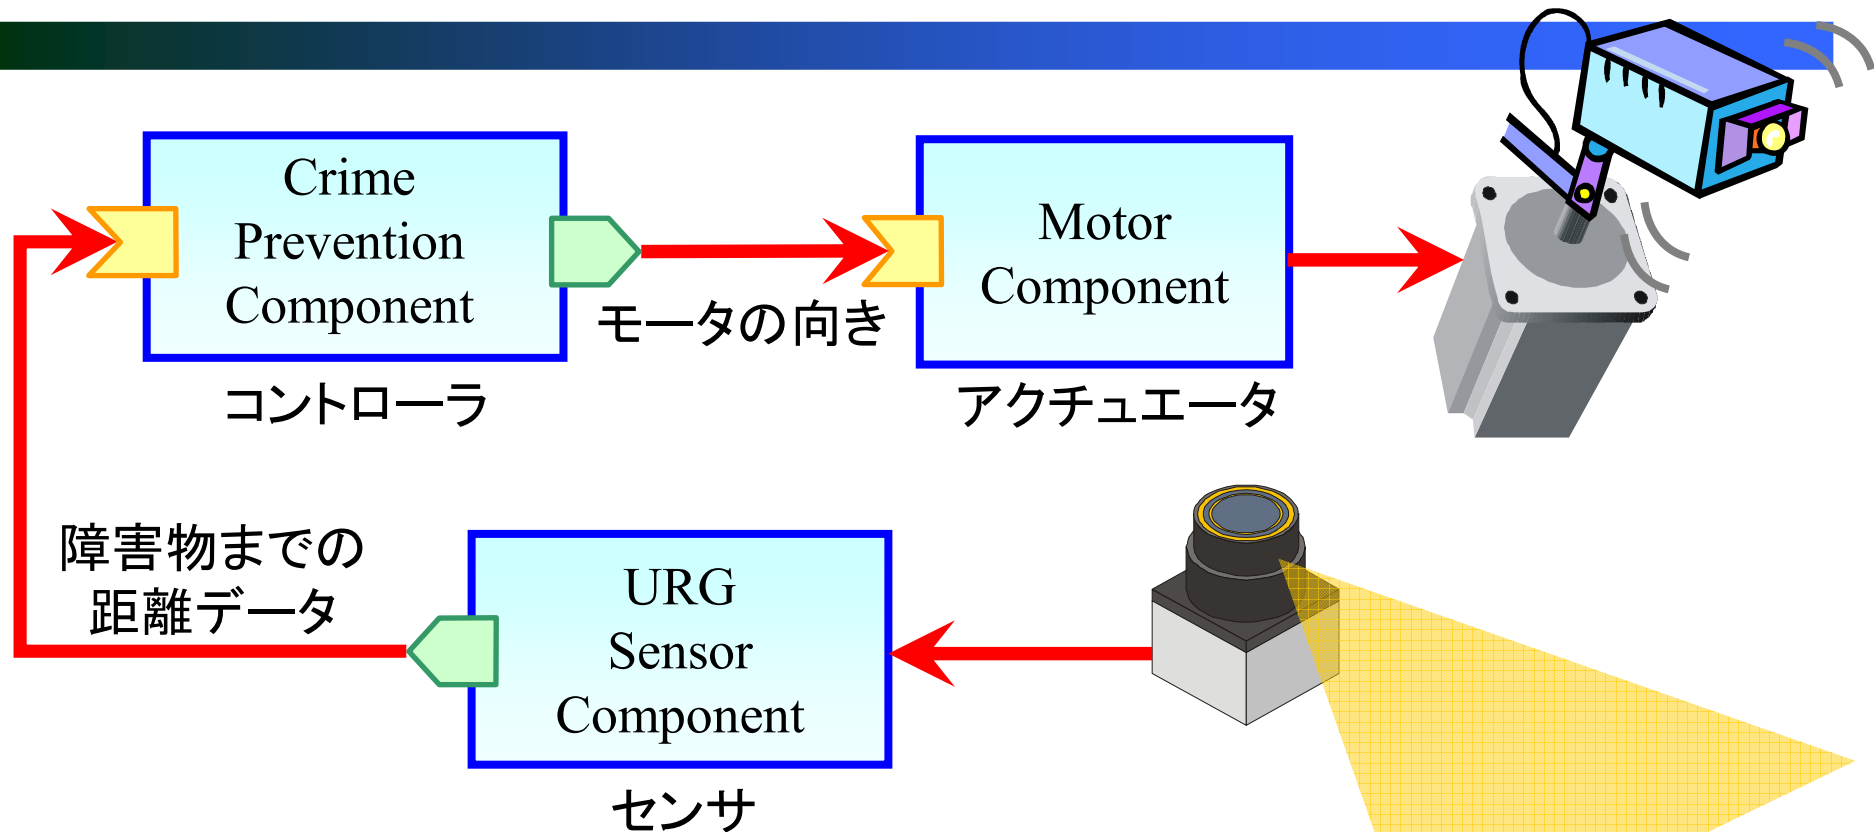 Crime
Prevention
Component
コントローラ
モータの向き
Motor
Component
アクチュエータ
障害物までの
距離データ
URG
Sensor
Component
センサ